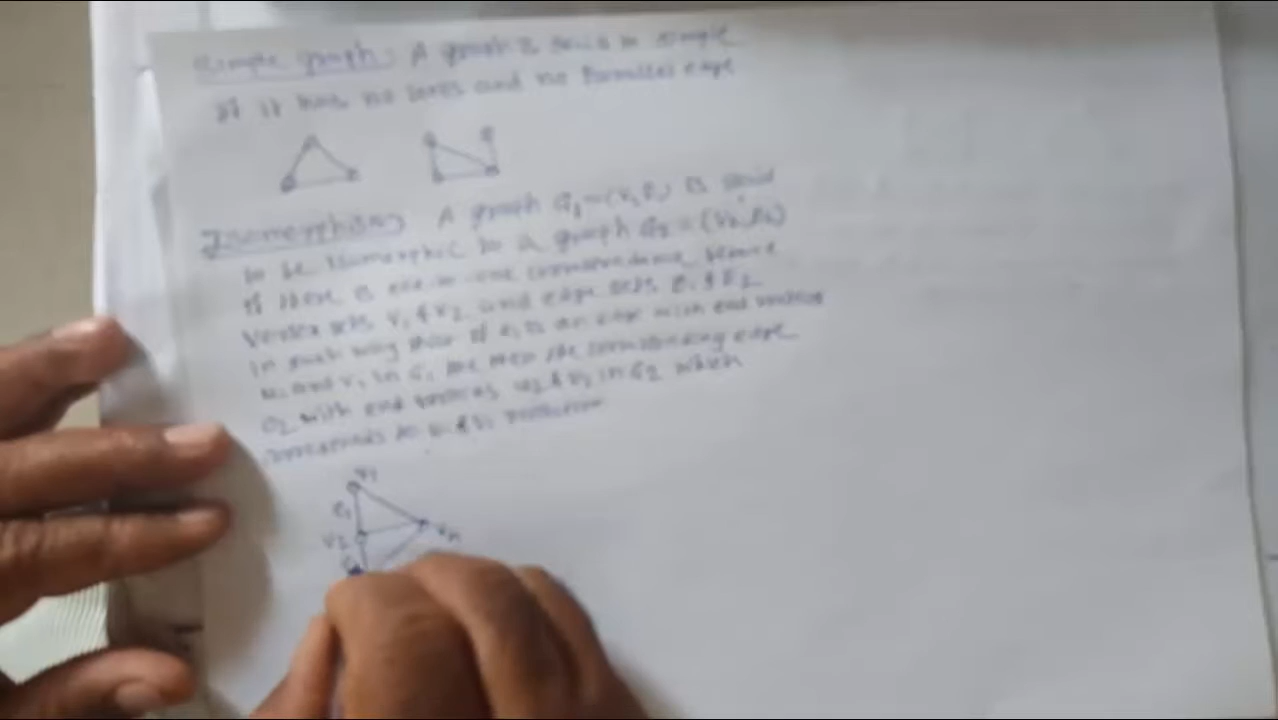 Simple graph: A graph is said to simple
If it has no loops and no Parallel edge
Isomorphism A graph G₁=(V₁E₁) is said
to be Isomorphic to a graph G₂=(V₂,E₂)
if there is one-to-one correspondence between
Vertex sets V₁ & V₂ and edge sets E₁ & E₂
In such way that if e₁ is an edge with end vertices
u₁ and v₁ in G₁ then the corresponding edge
e₂ with end vertices u₂ & v₂ in G₂ which
corresponds to u₁ & v₁
v₁
e₁
v₂
v₄